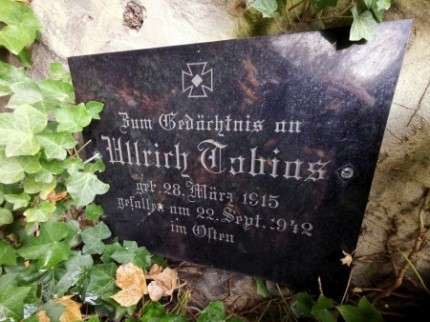 Zum Gedächtnis an
Ullrich Tobias
geb. 28. März 1915
gefallen am 22. Sept. 1942
im Osten